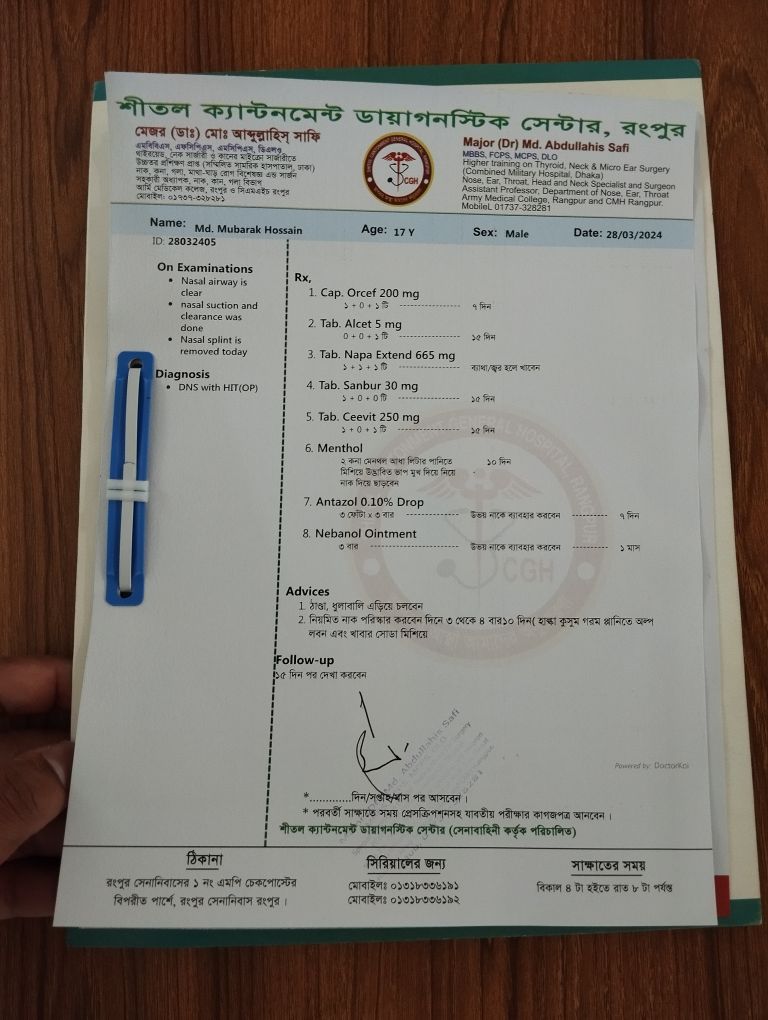 শীতল ক্যান্টনমেন্ট ডায়াগনস্টিক সেন্টার, রংপুর
মেজর (ডাঃ) মোঃ আব্দুল্লাহিস্ সাফি
এমবিবিএস, এফসিপিএস, এমসিপিএস, ডিএলও
থাইরয়েড, নেক সার্জারী ও কানের মাইক্রো সার্জারীতে
উচ্চতর প্রশিক্ষণ প্রাপ্ত (সম্মিলিত সামরিক হাসপাতাল, ঢাকা)
নাক, কান, গলা, মাথা-ঘাড় রোগ বিশেষজ্ঞ এন্ড সার্জন
সহকারী অধ্যাপক, নাক, কান, গলা বিভাগ
আর্মি মেডিকেল কলেজ, রংপুর ও সিএমএইচ রংপুর
মোবাইল: ০১৭৩৭-৩২৮২৮১
CGH
Major (Dr) Md. Abdullahis Safi
MBBS, FCPS, MCPS, DLO
Higher training on Thyroid, Neck & Micro Ear Surgery
(Combined Military Hospital, Dhaka)
Nose, Ear, Throat, Head and Neck Specialist and Surgeon
Assistant Professor, Department of Nose, Ear, Throat
Army Medical College, Rangpur and CMH Rangpur.
MobileL 01737-328281
Name: Md. Mubarak Hossain Age: 17 Y Sex: Male Date: 28/03/2024
ID: 28032405
On Examinations
• Nasal airway is
clear
• nasal suction and
clearance was
done
• Nasal splint is
removed today
Diagnosis
• DNS with HIT(OP)
Rx,
1. Cap. Orcef 200 mg
১ + ০ + ১ টি ---------------- ৭ দিন
2. Tab. Alcet 5 mg
০ + ০ + ১ টি ---------------- ১৫ দিন
3. Tab. Napa Extend 665 mg
১ + ১ + ১ টি ---------------- ব্যাথা/জ্বর হলে খাবেন
4. Tab. Sanbur 30 mg
১ + ০ + ০ টি ---------------- ১৫ দিন
5. Tab. Ceevit 250 mg
১ + ০ + ১ টি ---------------- ১৫ দিন
6. Menthol
২ কনা মেনথল আধা লিটার পানিতে ১০ দিন
মিশিয়ে উদ্ভাবিত ভাপ মুখ দিয়ে নিয়ে
নাক দিয়ে ছাড়বেন
7. Antazol 0.10% Drop
৩ ফোঁটা x ৩ বার ---------------- উভয় নাকে ব্যাবহার করবেন --------- ৭ দিন
8. Nebanol Ointment
৩ বার ---------------- উভয় নাকে ব্যাবহার করবেন --------- ১ মাস
Advices
1. ঠাণ্ডা, ধুলাবালি এড়িয়ে চলবেন
2. নিয়মিত নাক পরিস্কার করবেন দিনে ৩ থেকে ৪ বার১০ দিন( হাল্কা কুসুম গরম প্পানিতে অল্প
লবন এবং খাবার সোডা মিশিয়ে
Follow-up
১৫ দিন পর দেখা করবেন
Md. Abdullahis Safi
Powered by: DoctorKoi
*.............দিন/সপ্তাহ/মাস পর আসবেন।
* পরবর্তী সাক্ষাতে সময় প্রেসক্রিপশনসহ যাবতীয় পরীক্ষার কাগজপত্র আনবেন।
শীতল ক্যান্টনমেন্ট ডায়াগনস্টিক সেন্টার (সেনাবাহিনী কর্তৃক পরিচালিত)
ঠিকানা
রংপুর সেনানিবাসের ১ নং এমপি চেকপোস্টের
বিপরীত পার্শে, রংপুর সেনানিবাস রংপুর।
সিরিয়ালের জন্য
মোবাইলঃ ০১৩১৮৩৩৬১৯১
মোবাইলঃ ০১৩১৮৩৩৬১৯২
সাক্ষাতের সময়
বিকাল ৪ টা হইতে রাত ৮ টা পর্যন্ত